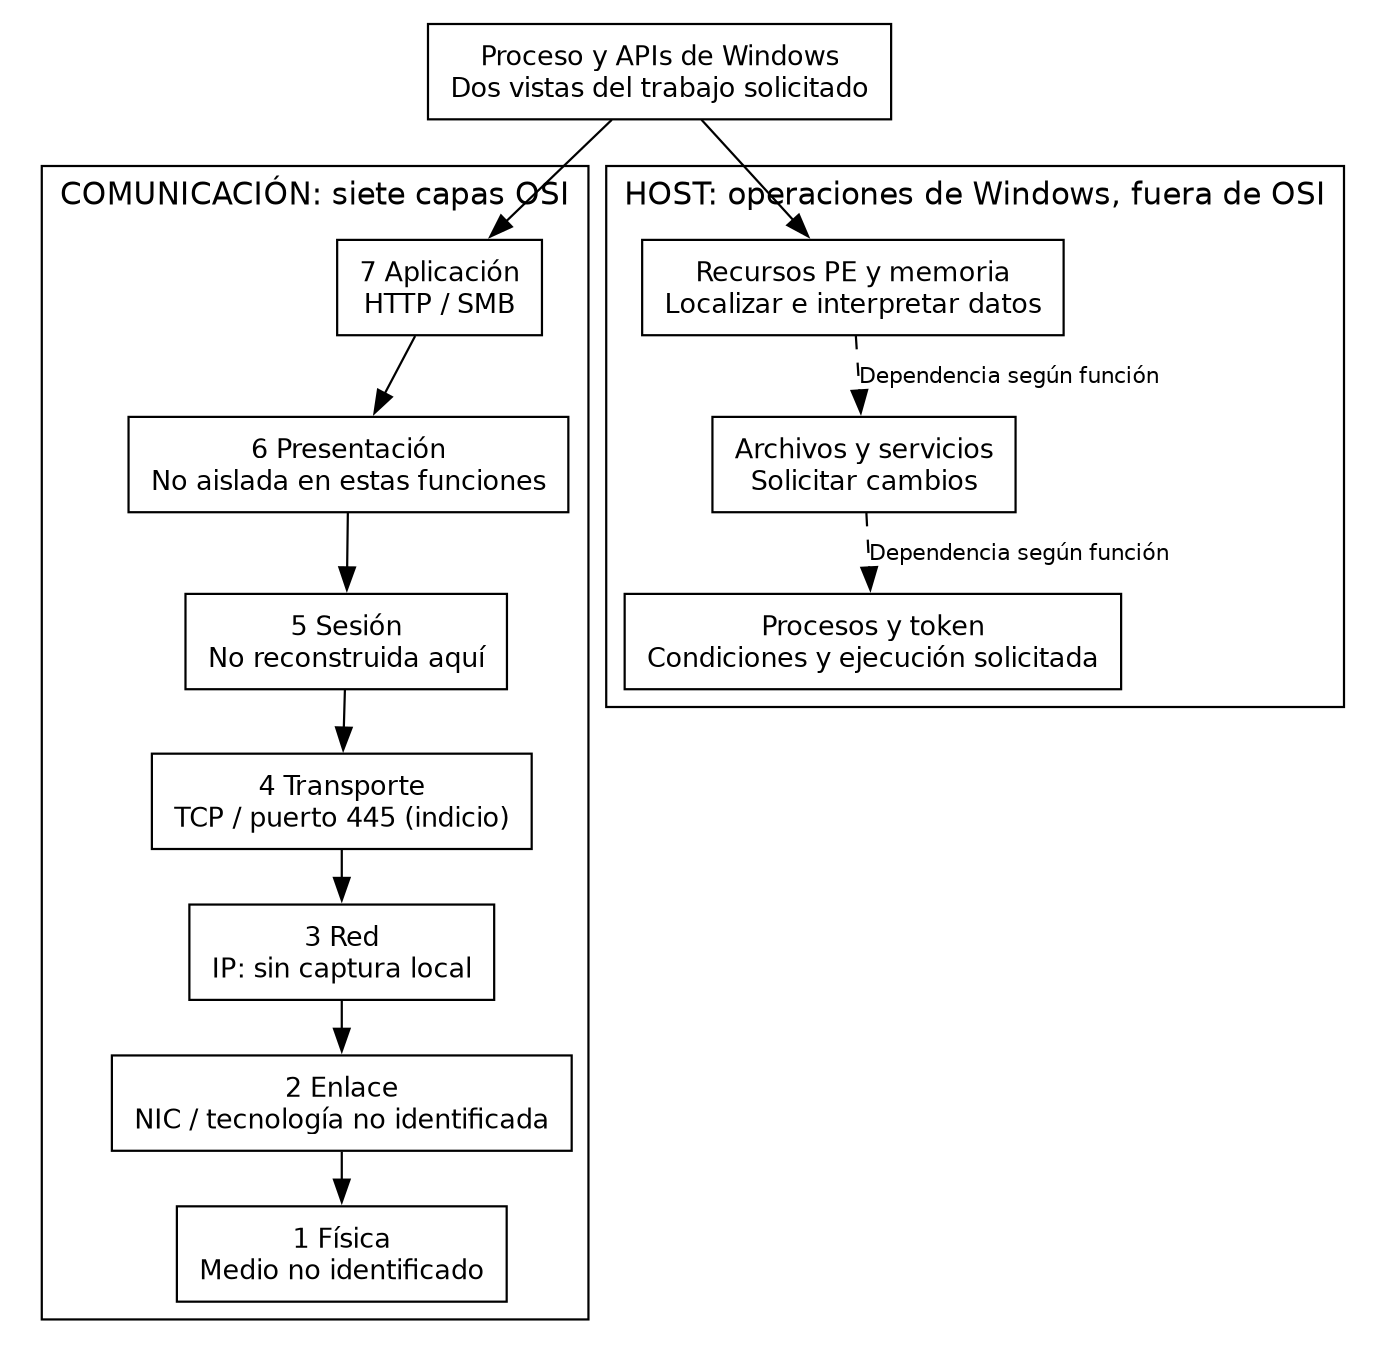 Proceso y APIs de Windows
Dos vistas del trabajo solicitado
COMUNICACIÓN: siete capas OSI
7 Aplicación
HTTP / SMB
6 Presentación
No aislada en estas funciones
5 Sesión
No reconstruida aquí
4 Transporte
TCP / puerto 445 (indicio)
3 Red
IP: sin captura local
2 Enlace
NIC / tecnología no identificada
1 Física
Medio no identificado
HOST: operaciones de Windows, fuera de OSI
Recursos PE y memoria
Localizar e interpretar datos
Dependencia según función
Archivos y servicios
Solicitar cambios
Dependencia según función
Procesos y token
Condiciones y ejecución solicitada